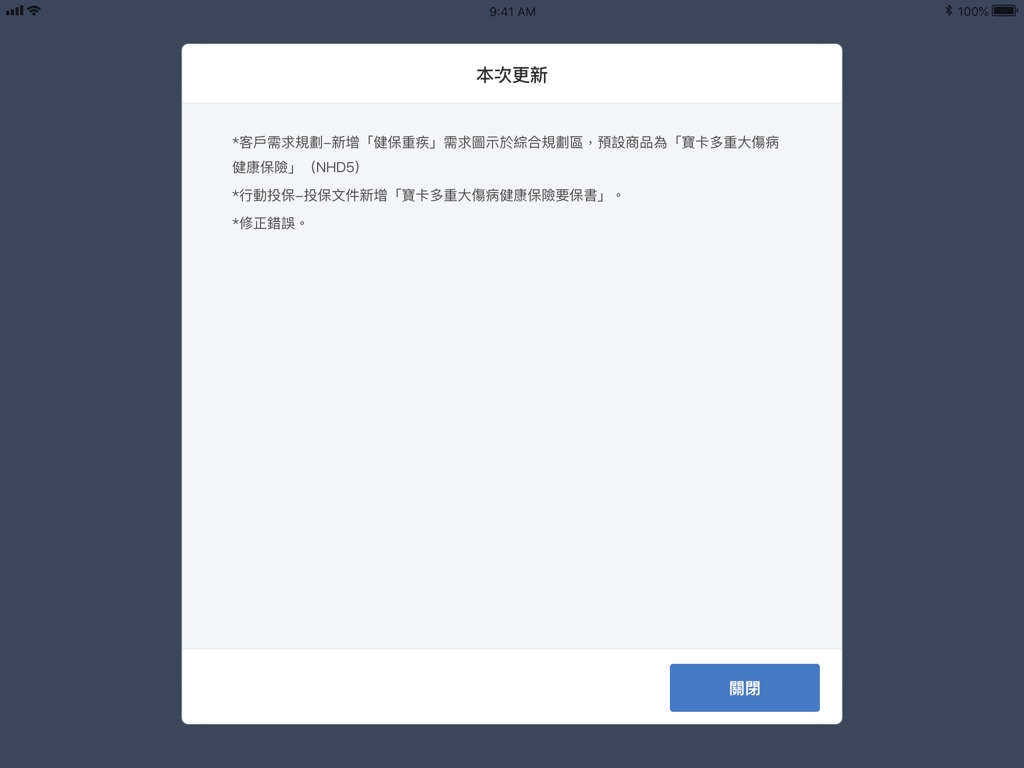 9:41 AM
100%
本次更新
*客戶需求規劃–新增「健保重疾」需求圖示於綜合規劃區，預設商品為「寶卡多重大傷病
健康保險」（NHD5）
*行動投保–投保文件新增「寶卡多重大傷病健康保險要保書」。
*修正錯誤。
關閉